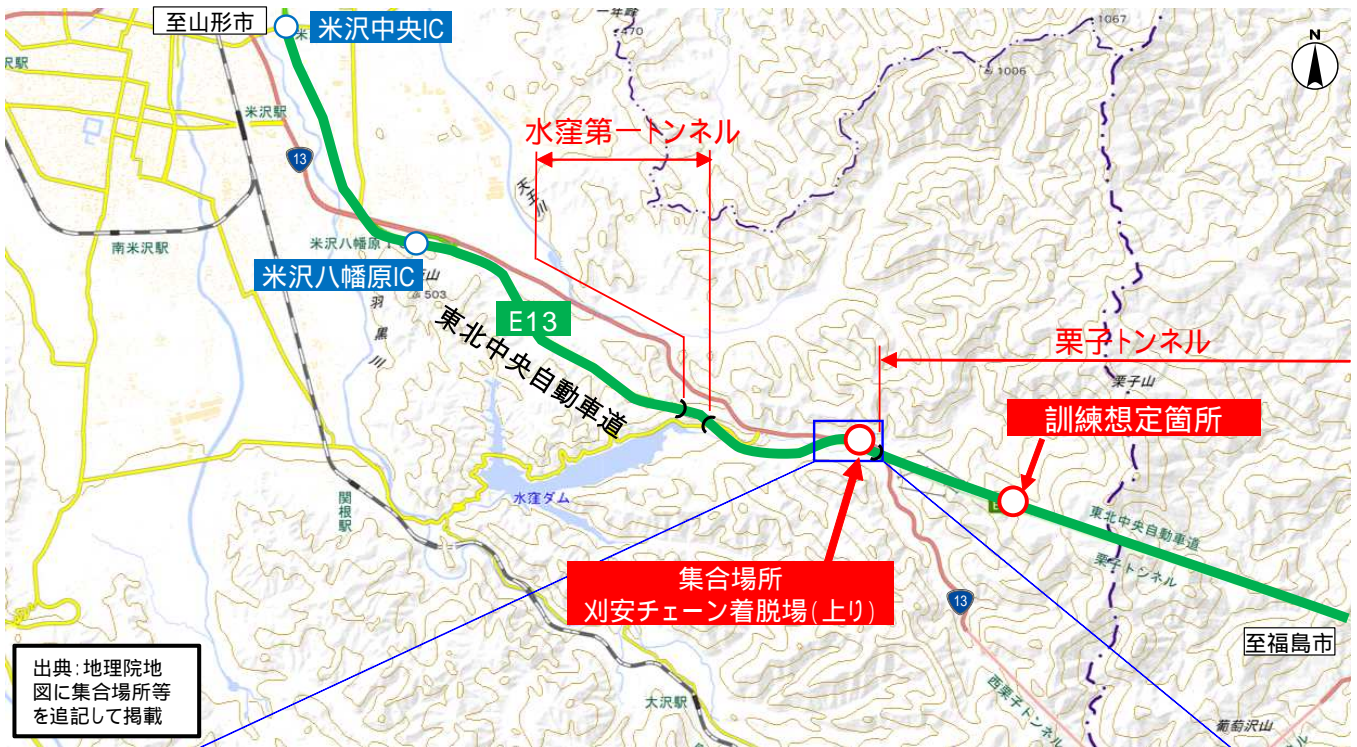 至山形市
米沢中央IC
1067
470
1006
N
米沢駅
13
水窪第一トンネル
天王川
南米沢駅
米沢八幡原IC
503
羽黒川
E13
東北中央自動車道
栗子トンネル
栗子山
訓練想定箇所
関根駅
水窪ダム
東北中央自動車道
栗子トンネル
集合場所
刈安チェーン着脱場(上り)
13
至福島市
出典:地理院地
図に集合場所等
を追記して掲載
大沢駅
西栗子トンネル
葡萄沢山